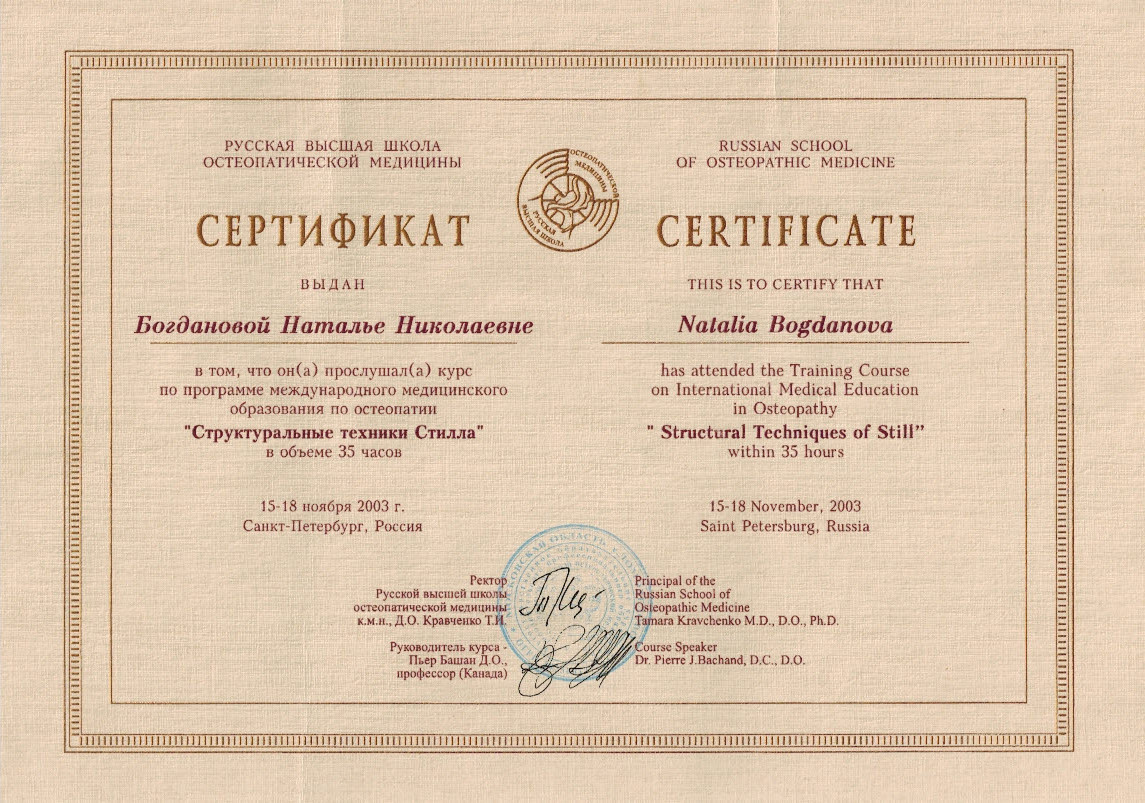 РУССКАЯ ВЫСШАЯ ШКОЛА
ОСТЕОПАТИЧЕСКОЙ МЕДИЦИНЫ
СЕРТИФИКАТ
ВЫДАН
Богдановой Наталье Николаевне
в том, что он(а) прослушал(а) курс
по программе международного медицинского
образования по остеопатии
"Структуральные техники Стилла"
в объеме 35 часов
15-18 ноября 2003 г.
Санкт-Петербург, Россия
Ректор
Русской высшей школы
остеопатической медицины
к.м.н., Д.О. Кравченко Т.И.
Руководитель курса -
Пьер Башан Д.О.,
профессор (Канада)
ОСТЕОПАТИЧЕСКОЙ
МЕДИЦИНЫ
РУССКАЯ
ВЫСШАЯ ШКОЛА
RUSSIAN SCHOOL
OF OSTEOPATHIC MEDICINE
CERTIFICATE
THIS IS TO CERTIFY THAT
Natalia Bogdanova
has attended the Training Course
on International Medical Education
in Osteopathy
" Structural Techniques of Still”
within 35 hours
15-18 November, 2003
Saint Petersburg, Russia
Principal of the
Russian School of
Osteopathic Medicine
Tamara Kravchenko M.D., D.O., Ph.D.
Course Speaker
Dr. Pierre J.Bachand, D.C., D.O.